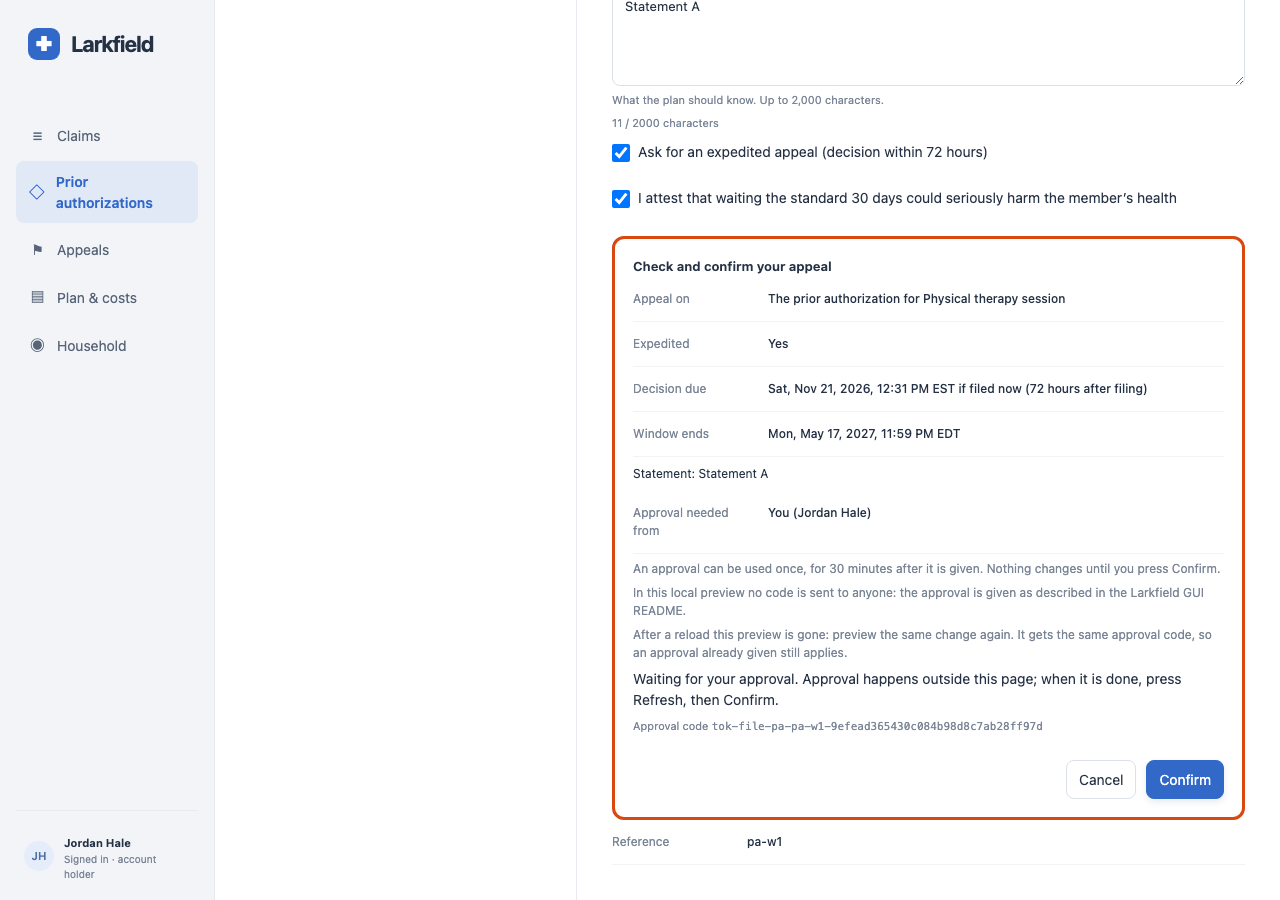 Larkfield
Claims
Prior
authorizations
Appeals
Plan & costs
Household
Jordan Hale
Signed in · account
holder
JH
Statement A
What the plan should know. Up to 2,000 characters.
11 / 2000 characters
Ask for an expedited appeal (decision within 72 hours)
I attest that waiting the standard 30 days could seriously harm the member’s health
Check and confirm your appeal
Appeal on The prior authorization for Physical therapy session
Expedited Yes
Decision due Sat, Nov 21, 2026, 12:31 PM EST if filed now (72 hours after filing)
Window ends Mon, May 17, 2027, 11:59 PM EDT
Statement: Statement A
Approval needed You (Jordan Hale)
from
An approval can be used once, for 30 minutes after it is given. Nothing changes until you press Confirm.
In this local preview no code is sent to anyone: the approval is given as described in the Larkfield GUI
README.
After a reload this preview is gone: preview the same change again. It gets the same approval code, so
an approval already given still applies.
Waiting for your approval. Approval happens outside this page; when it is done, press
Refresh, then Confirm.
Approval code tok-file-pa-pa-w1-9efead365430c084b98d8c7ab28ff97d
Cancel Confirm
Reference pa-w1